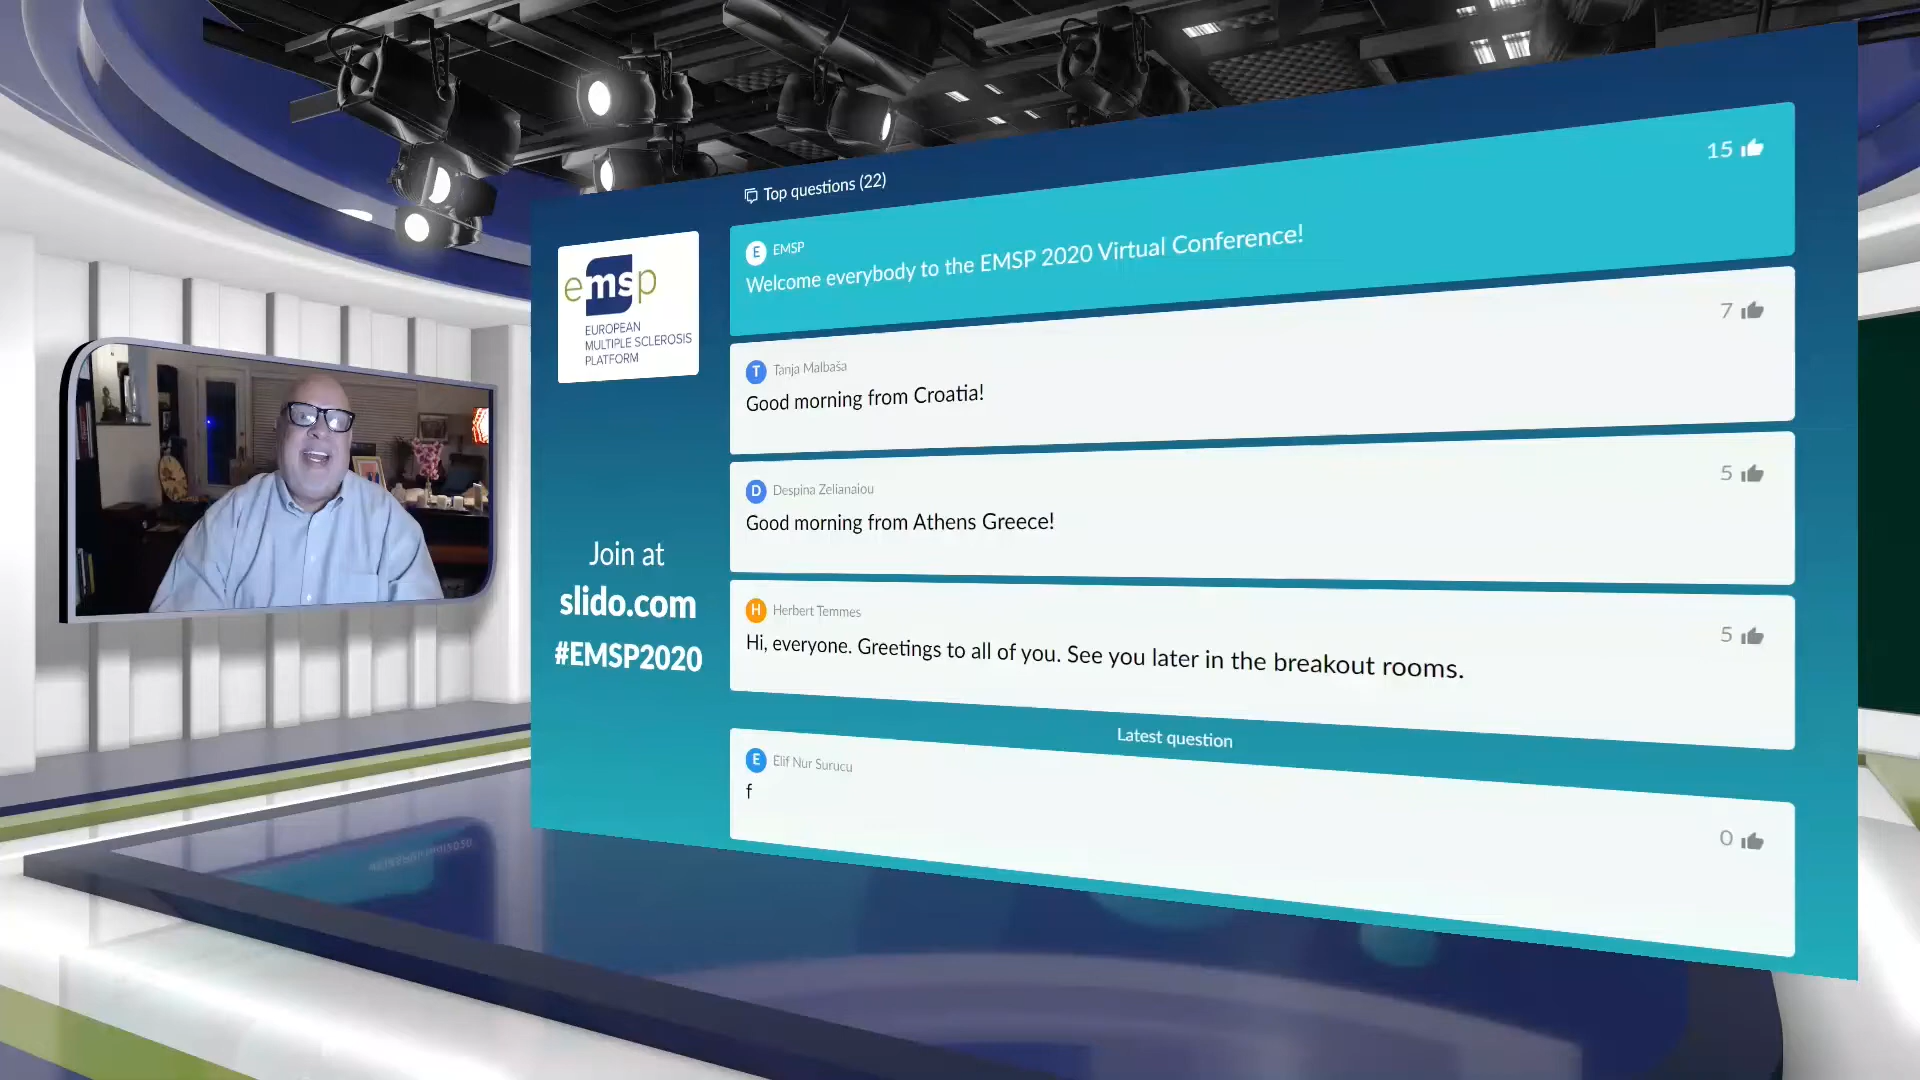 Top questions (22)
15
E EMSP
Welcome everybody to the EMSP 2020 Virtual Conference!
emsp
EUROPEAN
MULTIPLE SCLEROSIS
PLATFORM
7
T Tanja Malbaša
Good morning from Croatia!
5
D Despina Zelianaiou
Good morning from Athens Greece!
Join at
slido.com
#EMSP2020
5
H Herbert Temmes
Hi, everyone. Greetings to all of you. See you later in the breakout rooms.
Latest question
E Elif Nur Surucu
f
0